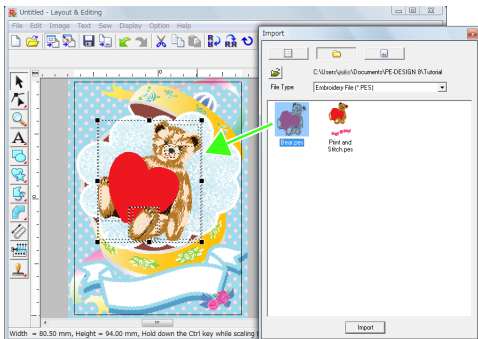 Untitled - Layout & Editing
File Edit Image Text Sew Display Option Help
Import
C:\Users\yukio\Documents\PE-DESIGN 8\Tutorial
File Type
Embroidery File (*.PES)
Bear.pes
Print and
Stitch.pes
Import
Width = 80.50 mm, Height = 94.00 mm, Hold down the Ctrl key while scaling